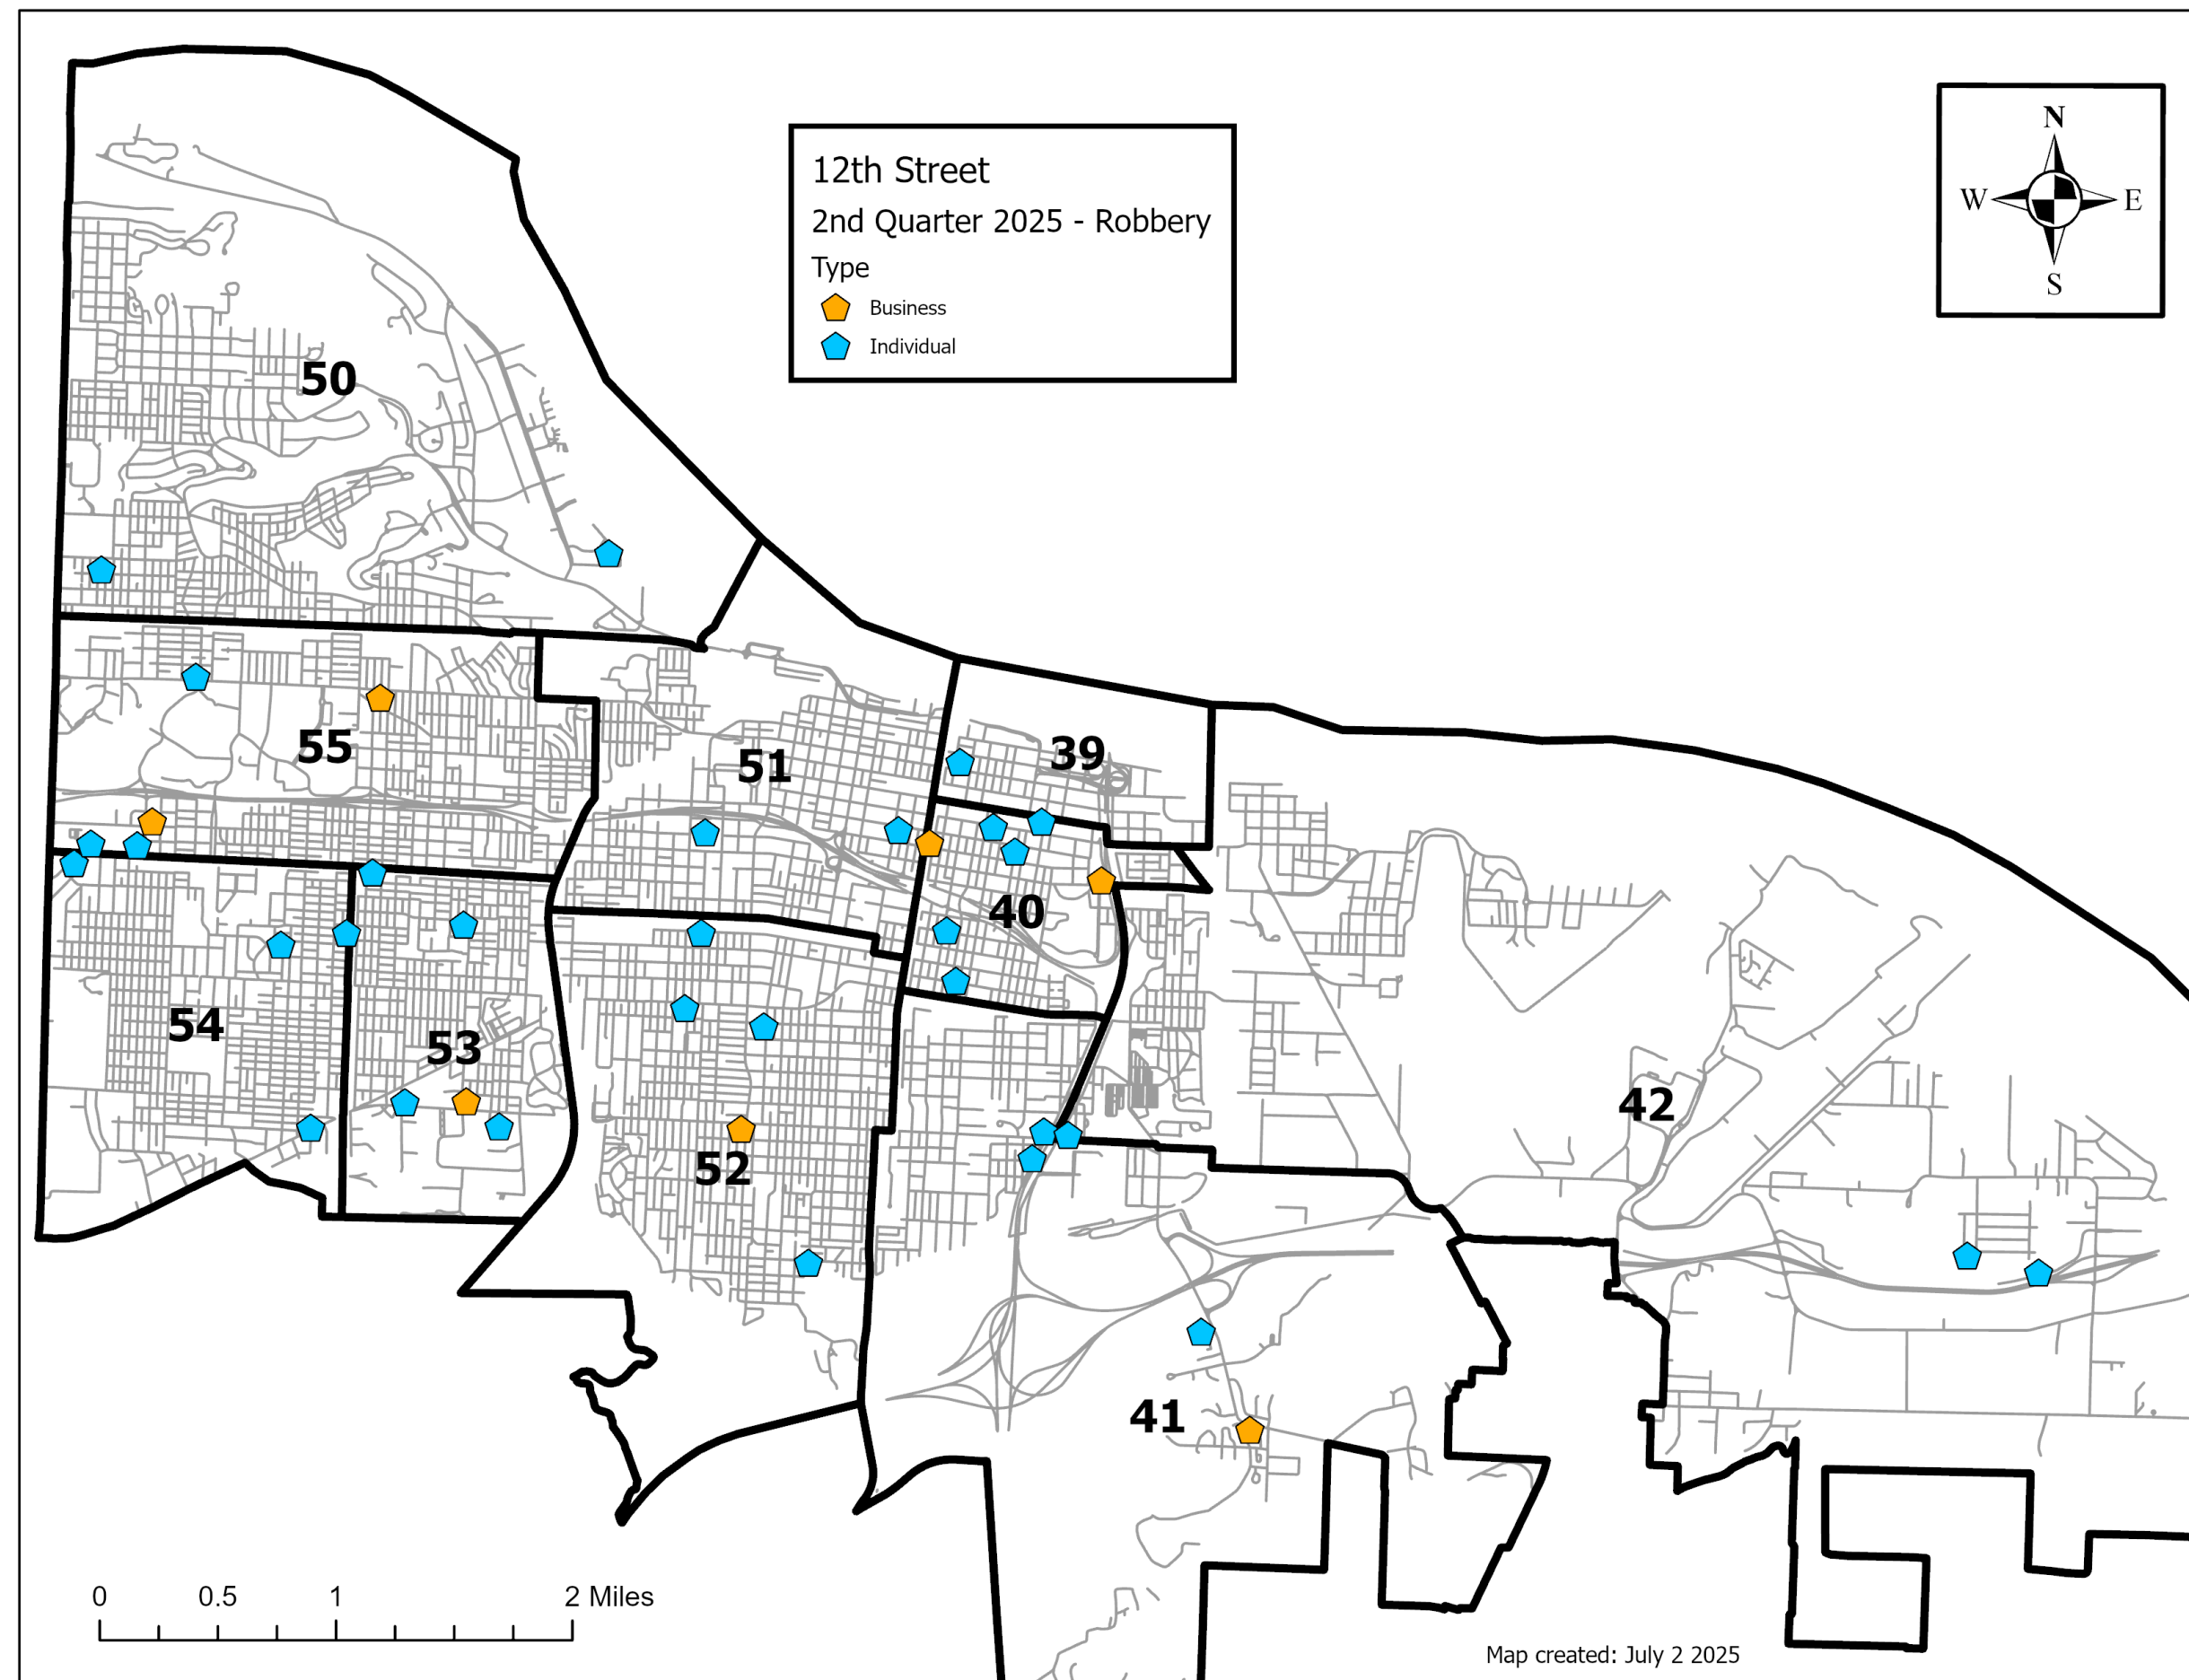 12th Street
2nd Quarter 2025 - Robbery
Type
Business
Individual
N
W E
S
50
55
51
39
40
54
53
52
42
41
0 0.5 1 2 Miles
Map created: July 2 2025